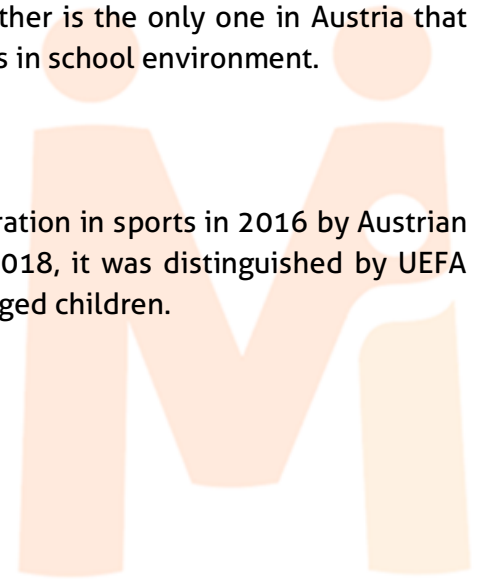 ther is the only one in Austria that
s in school environment.
ration in sports in 2016 by Austrian
018, it was distinguished by UEFA
ged children.